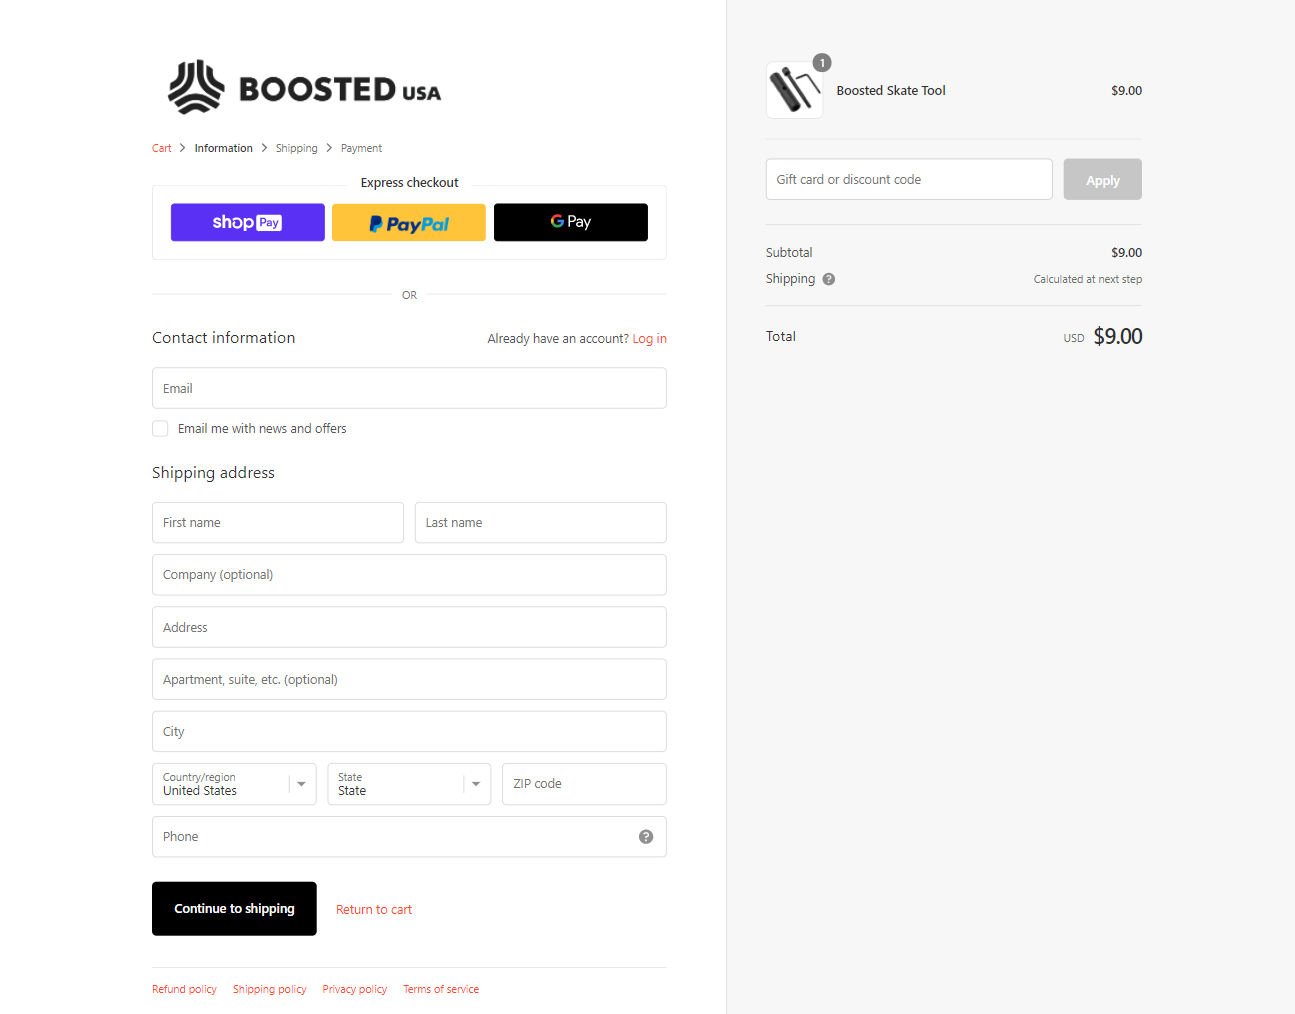 BOOSTED USA
Cart > Information > Shipping > Payment
Express checkout
shop Pay
PayPal
G Pay
OR
Contact information
Already have an account? Log in
Email
Email me with news and offers
Shipping address
First name
Last name
Company (optional)
Address
Apartment, suite, etc. (optional)
City
Country/region
United States
State
State
ZIP code
Phone
?
Continue to shipping
Return to cart
Refund policy
Shipping policy
Privacy policy
Terms of service
1
Boosted Skate Tool
$9.00
Gift card or discount code
Apply
Subtotal
$9.00
Shipping ?
Calculated at next step
Total
USD $9.00